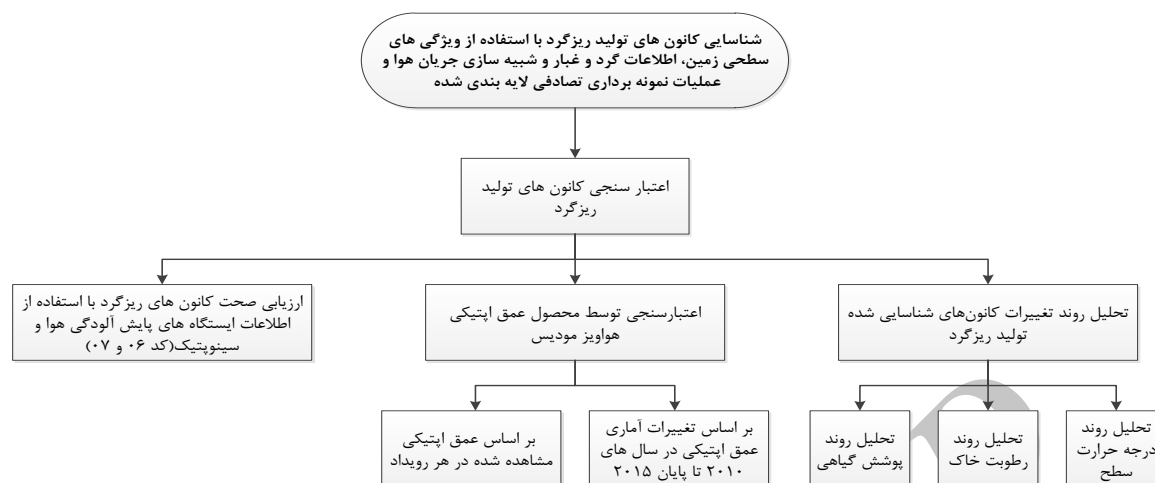 شناسایی کانون های تولید ریزگرد با استفاده از ویژگی های
سطحی زمین، اطلاعات گرد و غبار و شبیه سازی جریان هوا و
عملیات نمونه برداری تصادفی لایه بندی شده
اعتبار سنجی کانون های تولید
ریزگرد
تحلیل روند تغییرات کانون‌های شناسایی شده
تولید ریزگرد
اعتبارسنجی توسط محصول عمق اپتیکی
هواویز مودیس
ارزیابی صحت کانون های ریزگرد با استفاده از
اطلاعات ایستگاه های پایش آلودگی هوا و
سینوپتیک(کد ۰۶ و ۰۷)
تحلیل روند
درجه حرارت
سطح
تحلیل روند
رطوبت خاک
تحلیل روند
پوشش گیاهی
بر اساس تغییرات آماری
عمق اپتیکی در سال های
۲۰۱۰ تا پایان ۲۰۱۵
بر اساس عمق اپتیکی
مشاهده شده در هر رویداد